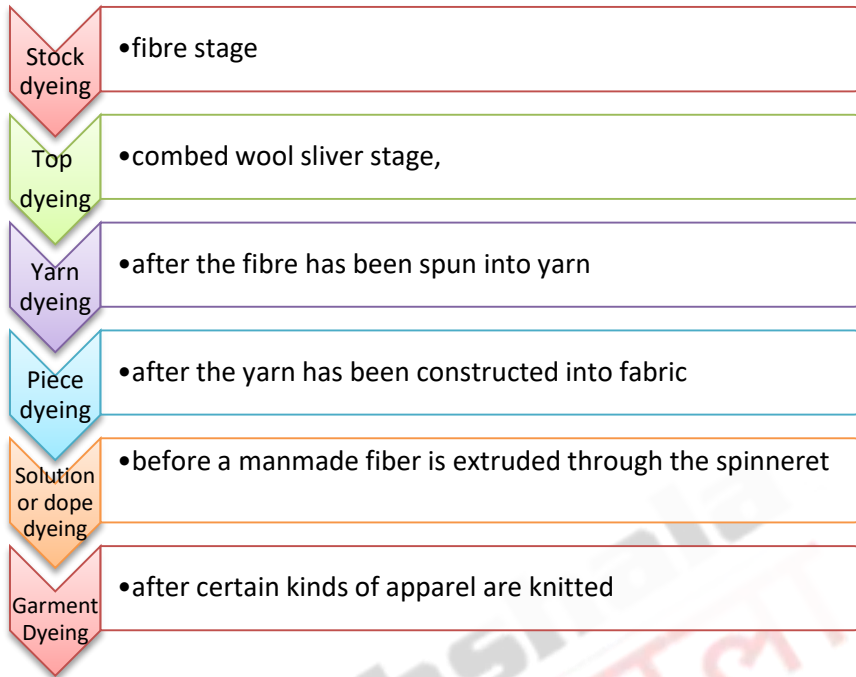 Stock
dyeing
•fibre stage
Top
dyeing
•combed wool sliver stage,
Yarn
dyeing
•after the fibre has been spun into yarn
Piece
dyeing
•after the yarn has been constructed into fabric
Solution
or dope
dyeing
•before a manmade fiber is extruded through the spinneret
Garment
Dyeing
•after certain kinds of apparel are knitted